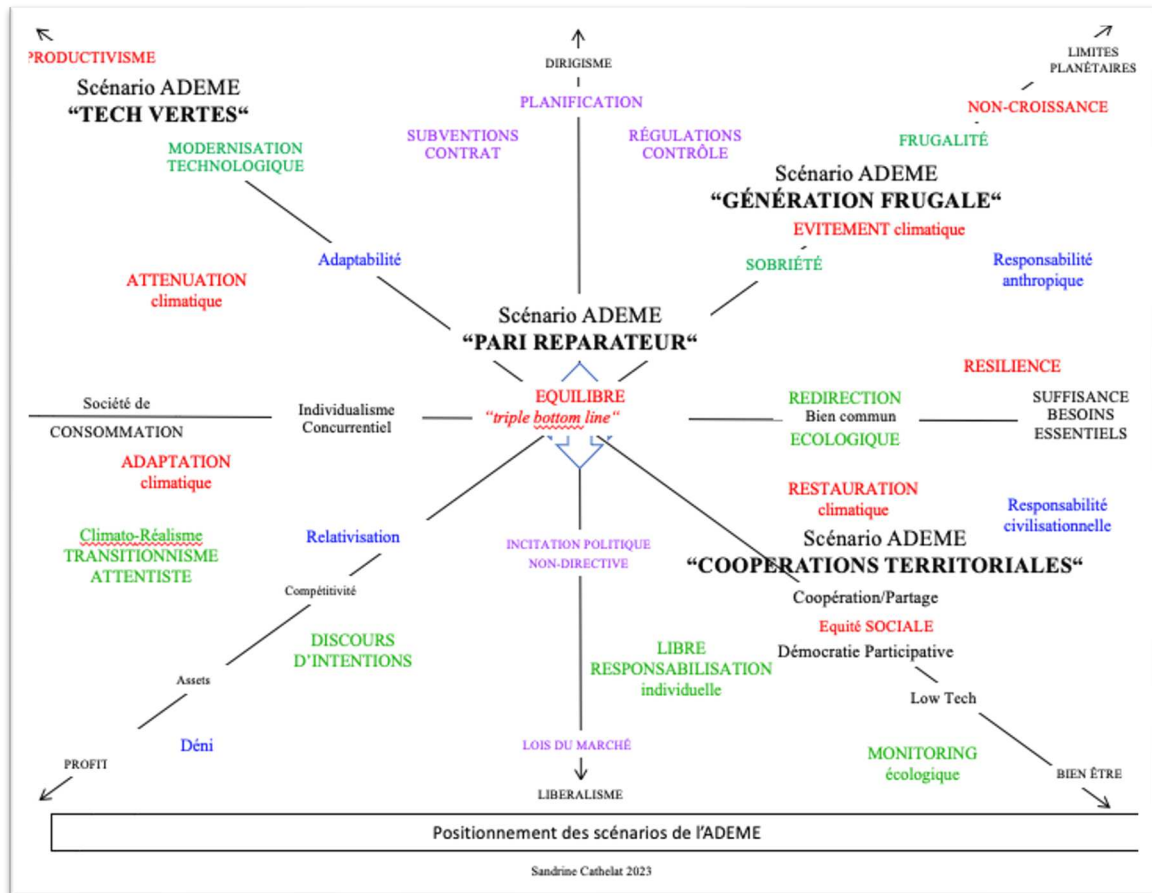 PRODUCTIVISME
Scénario ADEME
“TECH VERTES“
MODERNISATION
TECHNOLOGIQUE
DIRIGISME
PLANIFICATION
SUBVENTIONS
CONTRAT
RÉGULATIONS
CONTRÔLE
LIMITES
PLANÉTAIRES
NON-CROISSANCE
FRUGALITÉ
Scénario ADEME
“GÉNÉRATION FRUGALE“
EVITEMENT climatique
SOBRIÉTÉ
Responsabilité
anthropique
Adaptabilité
ATTENUATION
climatique
Scénario ADEME
“PARI REPARATEUR“
EQUILIBRE
“triple bottom line“
Société de
CONSOMMATION
Individualisme
Concurrentiel
REDIRECTION
Bien commun
ECOLOGIQUE
RESILIENCE
SUFFISANCE
BESOINS
ESSENTIELS
ADAPTATION
climatique
Climato-Réalisme
TRANSITIONNISME
ATTENTISTE
Relativisation
Compétitivité
DISCOURS
D’INTENTIONS
Assets
Déni
PROFIT
INCITATION POLITIQUE
NON-DIRECTIVE
LIBRE
RESPONSABILISATION
individuelle
LOIS DU MARCHÉ
LIBERALISME
RESTAURATION
climatique
Responsabilité
civilisationnelle
Scénario ADEME
“COOPERATIONS TERRITORIALES“
Coopération/Partage
Equité SOCIALE
Démocratie Participative
Low Tech
MONITORING
écologique
BIEN ÊTRE
Positionnement des scénarios de l’ADEME
Sandrine Cathelat 2023